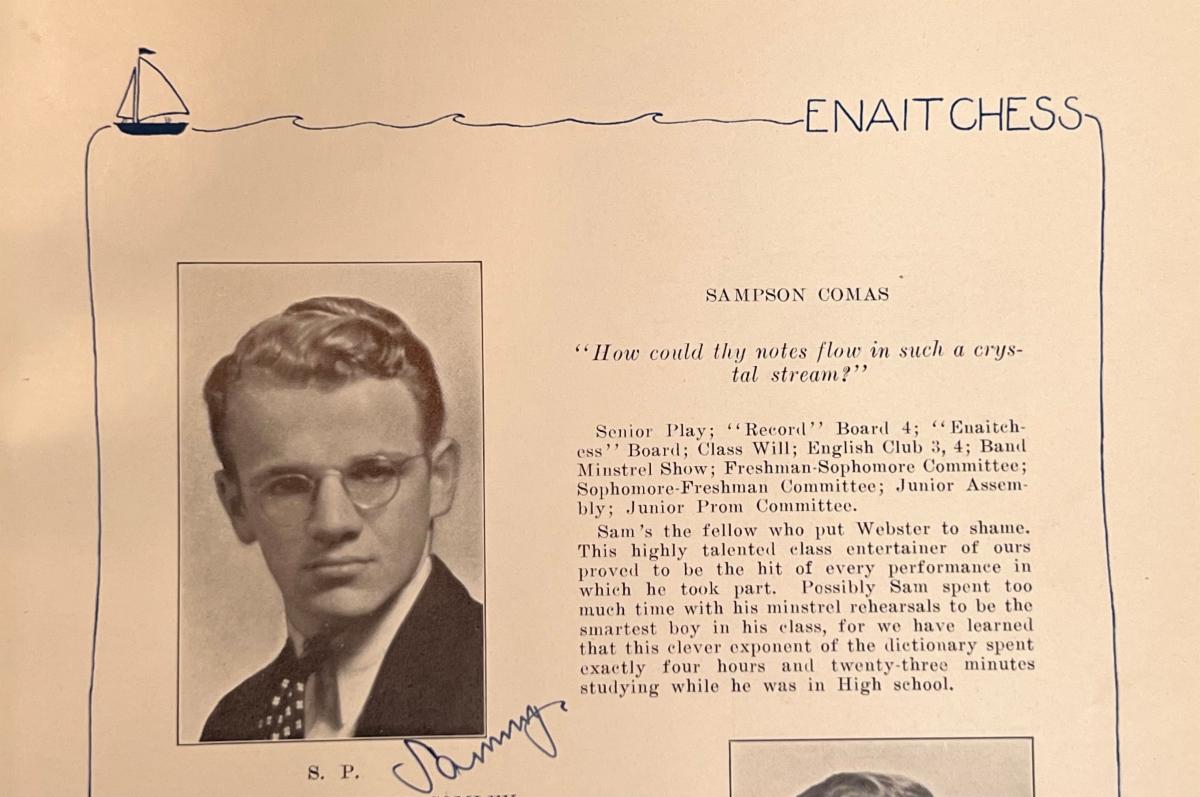 ENAITCHESS
SAMPSON COMAS
“How could thy notes flow in such a crys-
tal stream?”
Senior Play; “Record” Board 4; “Enaitch-
ess” Board; Class Will; English Club 3, 4; Band
Minstrel Show; Freshman-Sophomore Committee;
Sophomore-Freshman Committee; Junior Assem-
bly; Junior Prom Committee.
Sam’s the fellow who put Webster to shame.
This highly talented class entertainer of ours
proved to be the hit of every performance in
which he took part. Possibly Sam spent too
much time with his minstrel rehearsals to be the
smartest boy in his class, for we have learned
that this clever exponent of the dictionary spent
exactly four hours and twenty-three minutes
studying while he was in High school.
Sammy
S. P.